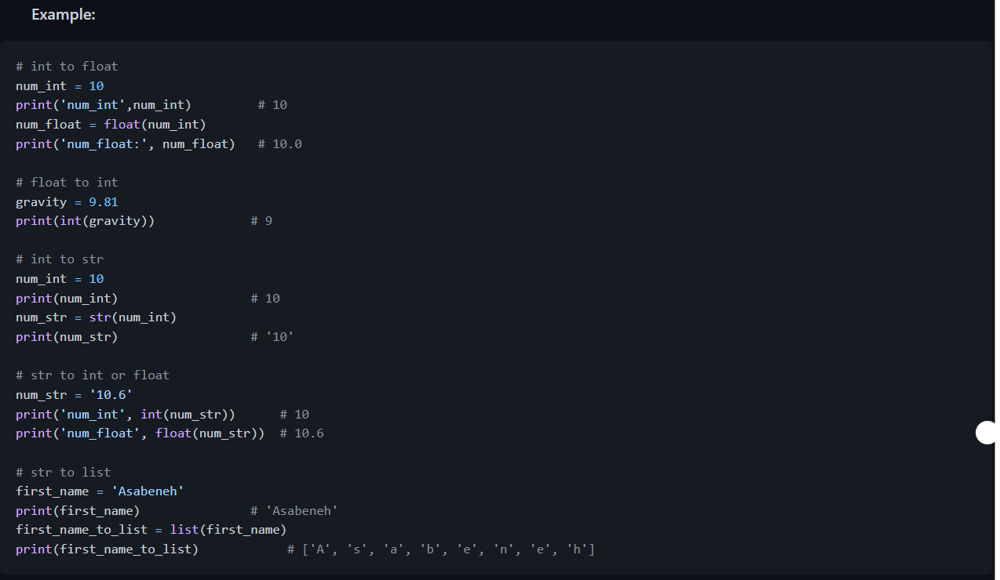 Example:
# int to float
num_int = 10
print('num_int',num_int)         # 10
num_float = float(num_int)
print('num_float:', num_float)   # 10.0
# float to int
gravity = 9.81
print(int(gravity))             # 9
# int to str
num_int = 10
print(num_int)                  # 10
num_str = str(num_int)
print(num_str)                  # '10'
# str to int or float
num_str = '10.6'
print('num_int', int(num_str))      # 10
print('num_float', float(num_str))  # 10.6
# str to list
first_name = 'Asabeneh'
print(first_name)               # 'Asabeneh'
first_name_to_list = list(first_name)
print(first_name_to_list)            # ['A', 's', 'a', 'b', 'e', 'n', 'e', 'h']